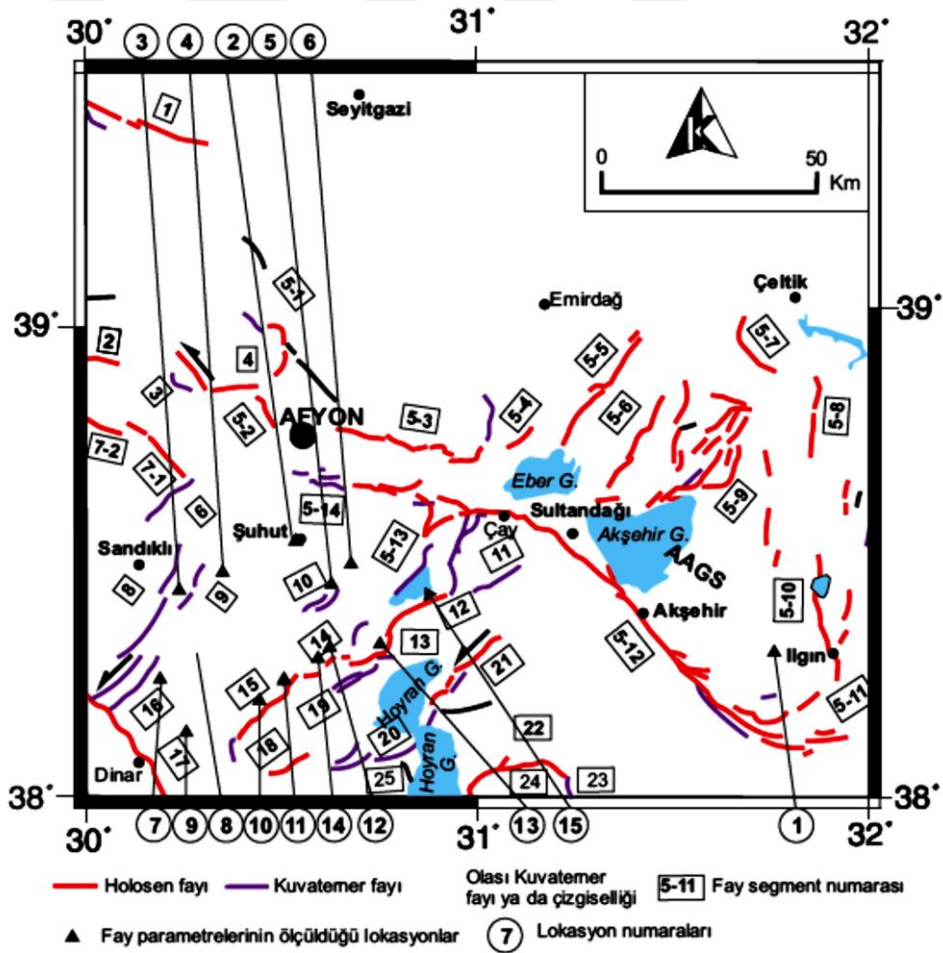 30°
31°
32°
3
4
2
5
6
Seyitgazi
K
0
50
Km
1
5-1
Emirdağ
Çeltik
39°
39°
2
4
5-5
5-7
3
5-2
AFYON
5-3
5-4
5-6
5-8
7-2
7-1
Eber G.
5-9
6
Şuhut
5-14
Sultandağı
Çay
Akşehir G.
Sandıklı
5-13
11
AAGS
8
9
10
12
Akşehir
5-10
14
13
5-12
Ilgın
16
15
19
Hoyran G.
21
5-11
17
18
20
22
Dinar
25
Hoyran G.
24
23
38°
38°
7
9
8
10
11
14
12
13
15
1
30°
31°
32°
Holosen fayı
Kuvaterner fayı
Olası Kuvaterner fayı ya da çizgiselliği
5-11 Fay segment numarası
Fay parametrelerinin ölçüldüğü lokasyonlar
7 Lokasyon numaraları